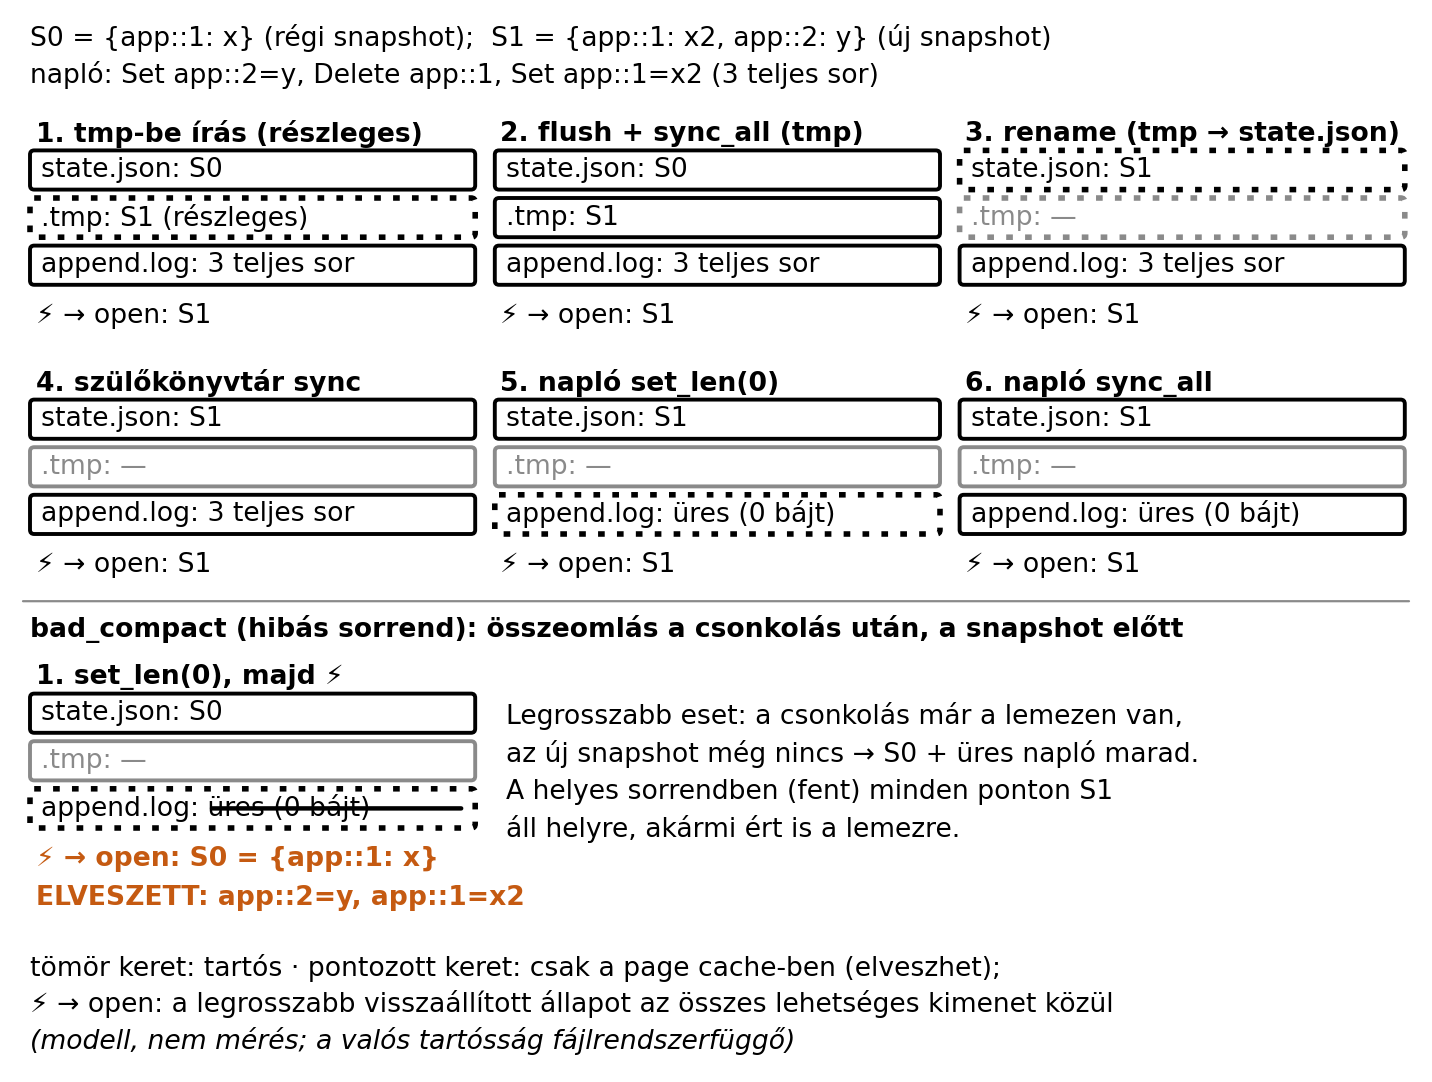 S0 = {app::1: x} (régi snapshot);  S1 = {app::1: x2, app::2: y} (új snapshot)
napló: Set app::2=y, Delete app::1, Set app::1=x2 (3 teljes sor)
1. tmp-be írás (részleges)
state.json: S0
.tmp: S1 (részleges)
append.log: 3 teljes sor
⚡ → open: S1
2. flush + sync_all (tmp)
state.json: S0
.tmp: S1
append.log: 3 teljes sor
⚡ → open: S1
3. rename (tmp → state.json)
state.json: S1
.tmp: —
append.log: 3 teljes sor
⚡ → open: S1
4. szülőkönyvtár sync
state.json: S1
.tmp: —
append.log: 3 teljes sor
⚡ → open: S1
5. napló set_len(0)
state.json: S1
.tmp: —
append.log: üres (0 bájt)
⚡ → open: S1
6. napló sync_all
state.json: S1
.tmp: —
append.log: üres (0 bájt)
⚡ → open: S1
bad_compact (hibás sorrend): összeomlás a csonkolás után, a snapshot előtt
1. set_len(0), majd ⚡
state.json: S0
.tmp: —
append.log: üres (0 bájt)
⚡ → open: S0 = {app::1: x}
ELVESZETT: app::2=y, app::1=x2
Legrosszabb eset: a csonkolás már a lemezen van,
az új snapshot még nincs → S0 + üres napló marad.
A helyes sorrendben (fent) minden ponton S1
áll helyre, akármi ért is a lemezre.
tömör keret: tartós · pontozott keret: csak a page cache-ben (elveszhet);
⚡ → open: a legrosszabb visszaállított állapot az összes lehetséges kimenet közül
(modell, nem mérés; a valós tartósság fájlrendszerfüggő)